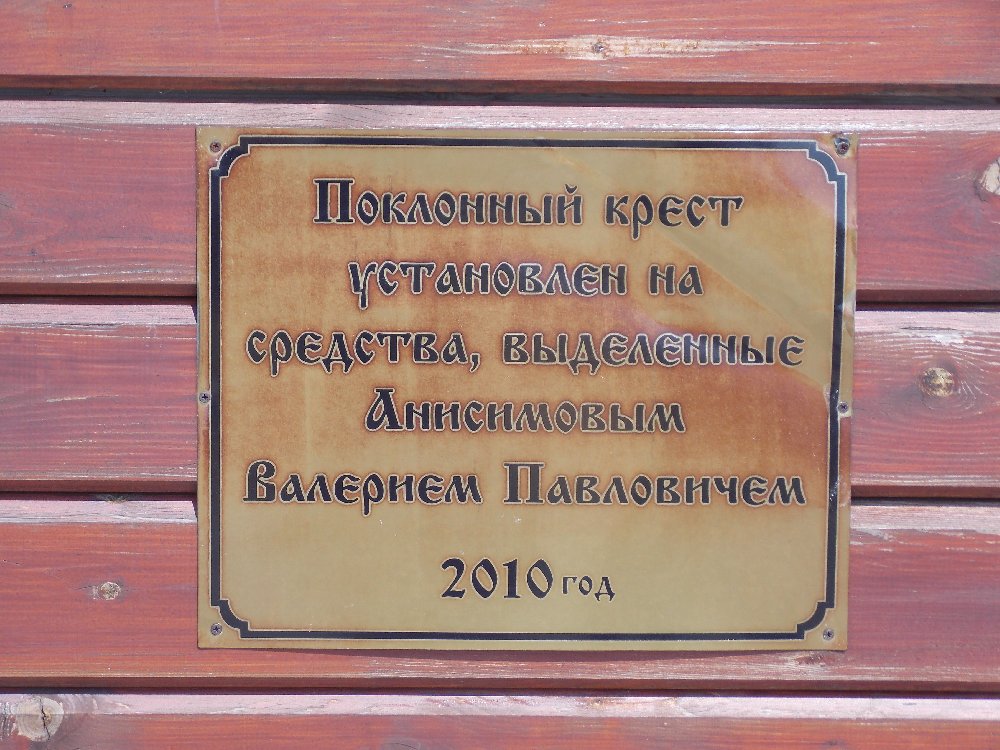 Поклонный крест
установлен на
средства, выделенные
Анисимовым
Валерием Павловичем
2010 год